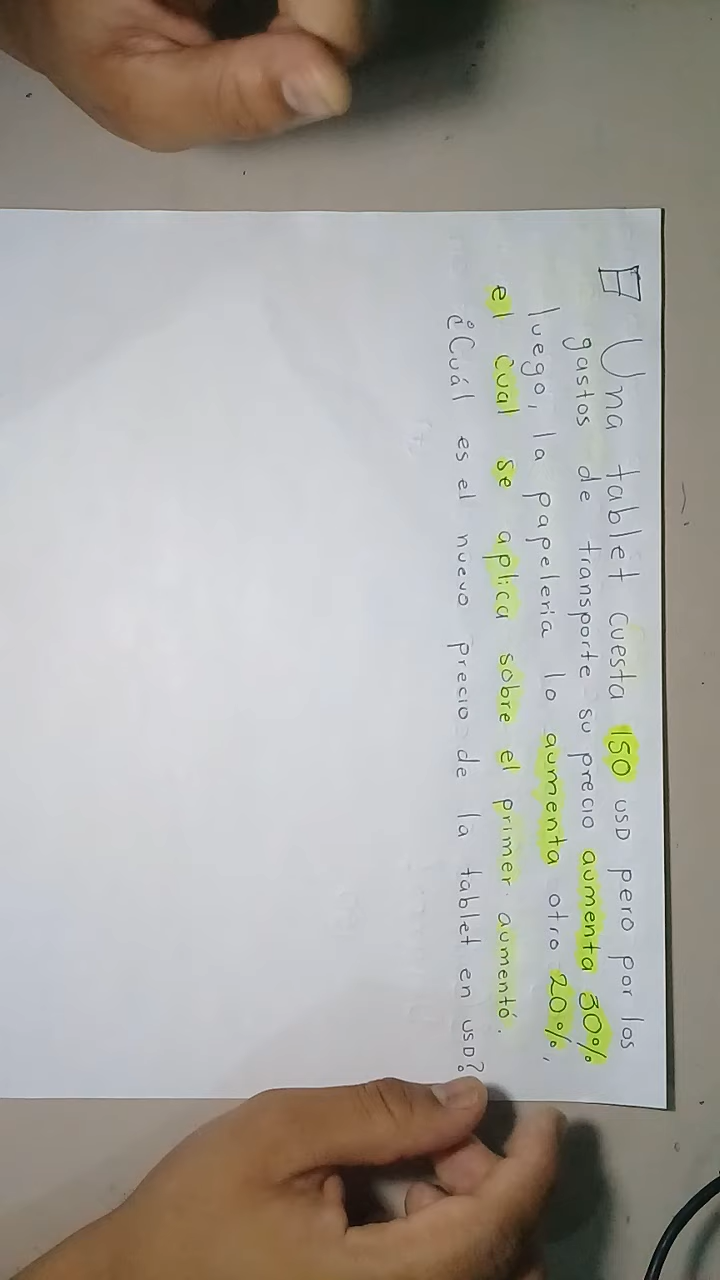 Una tablet cuesta 150 USD pero por los
gastos de transporte su precio aumenta 30%
luego, la papelería lo aumenta otro 20%,
el cual se aplica sobre el primer aumentó.
¿Cuál es el nuevo precio de la tablet en USD?